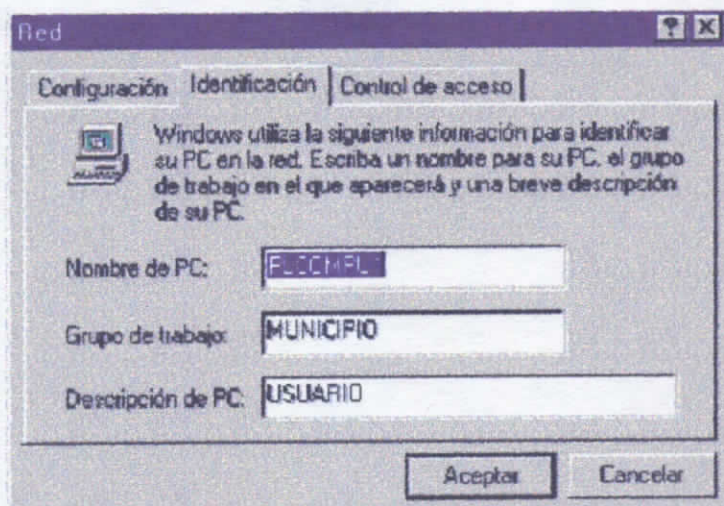 Red
Configuración Identificación Control de acceso
Windows utiliza la siguiente información para identificar
su PC en la red. Escriba un nombre para su PC, el grupo
de trabajo en el que aparecerá y una breve descripción
de su PC.
Nombre de PC:
Grupo de trabajo: MUNICIPIO
Descripción de PC: USUARIO
Aceptar Cancelar